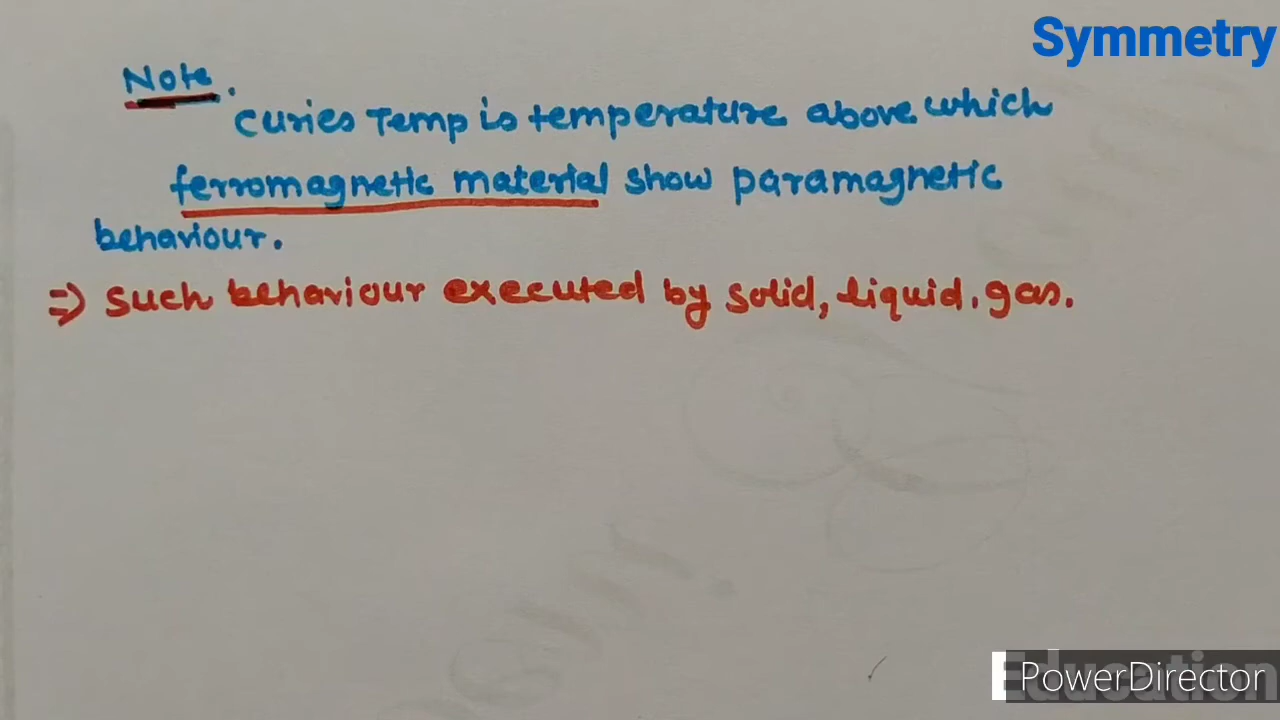 Symmetry
Note.
Curies Temp is temperature above which
ferromagnetic material show paramagnetic
behaviour.
=> Such behaviour executed by solid, liquid, gas.
Education
PowerDirector